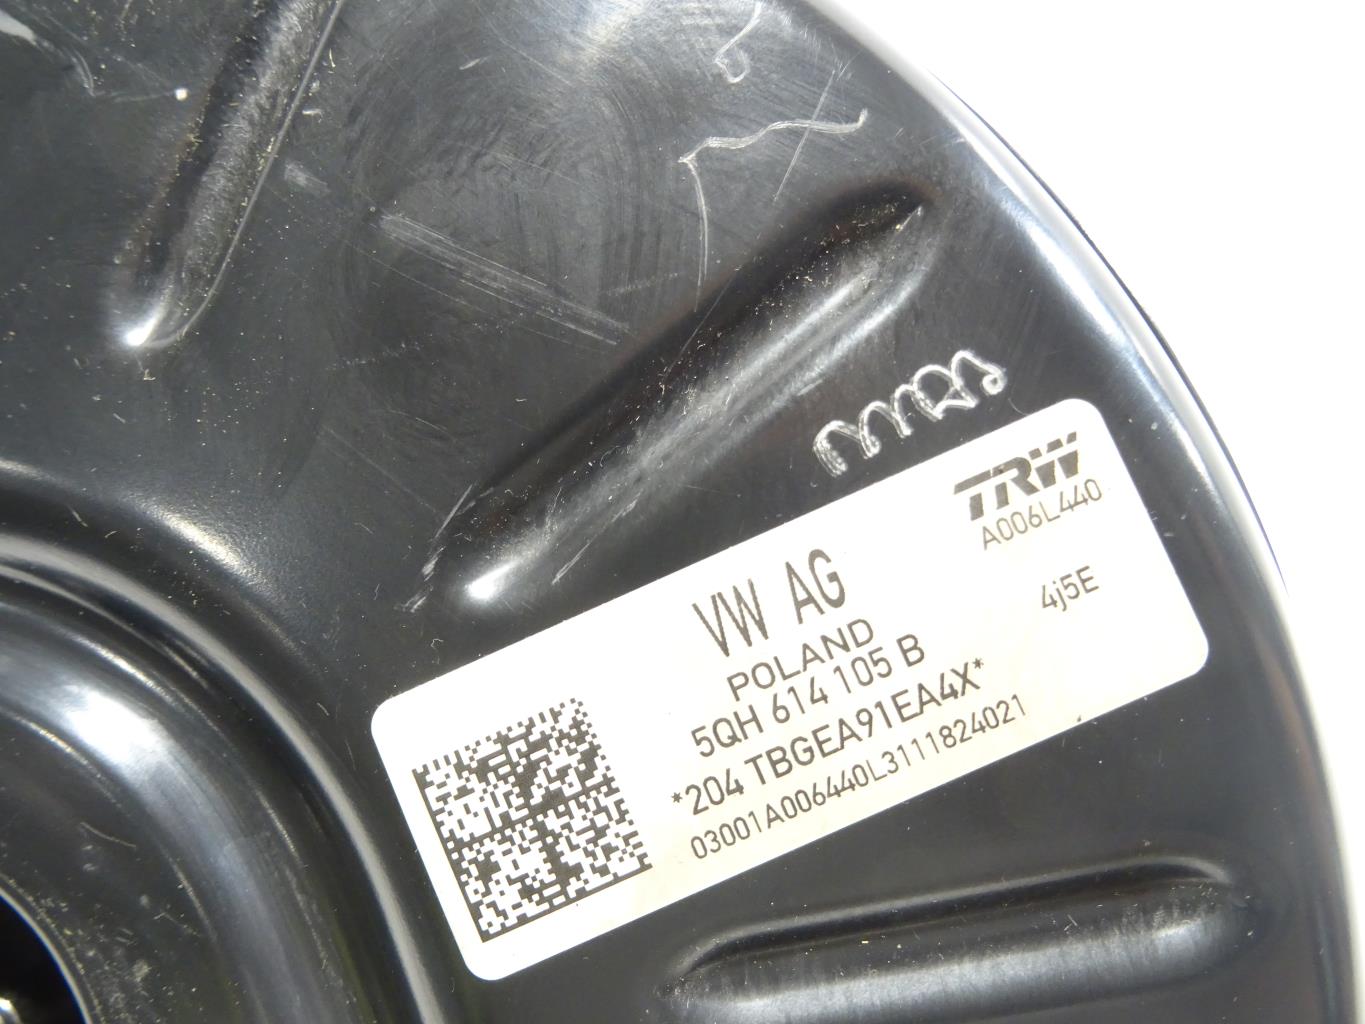 TRW
A006L440
4j5E
VW AG
POLAND
5QH 614 105 B
*204 TBGEA91EA4X*
03001A006440L3111824021